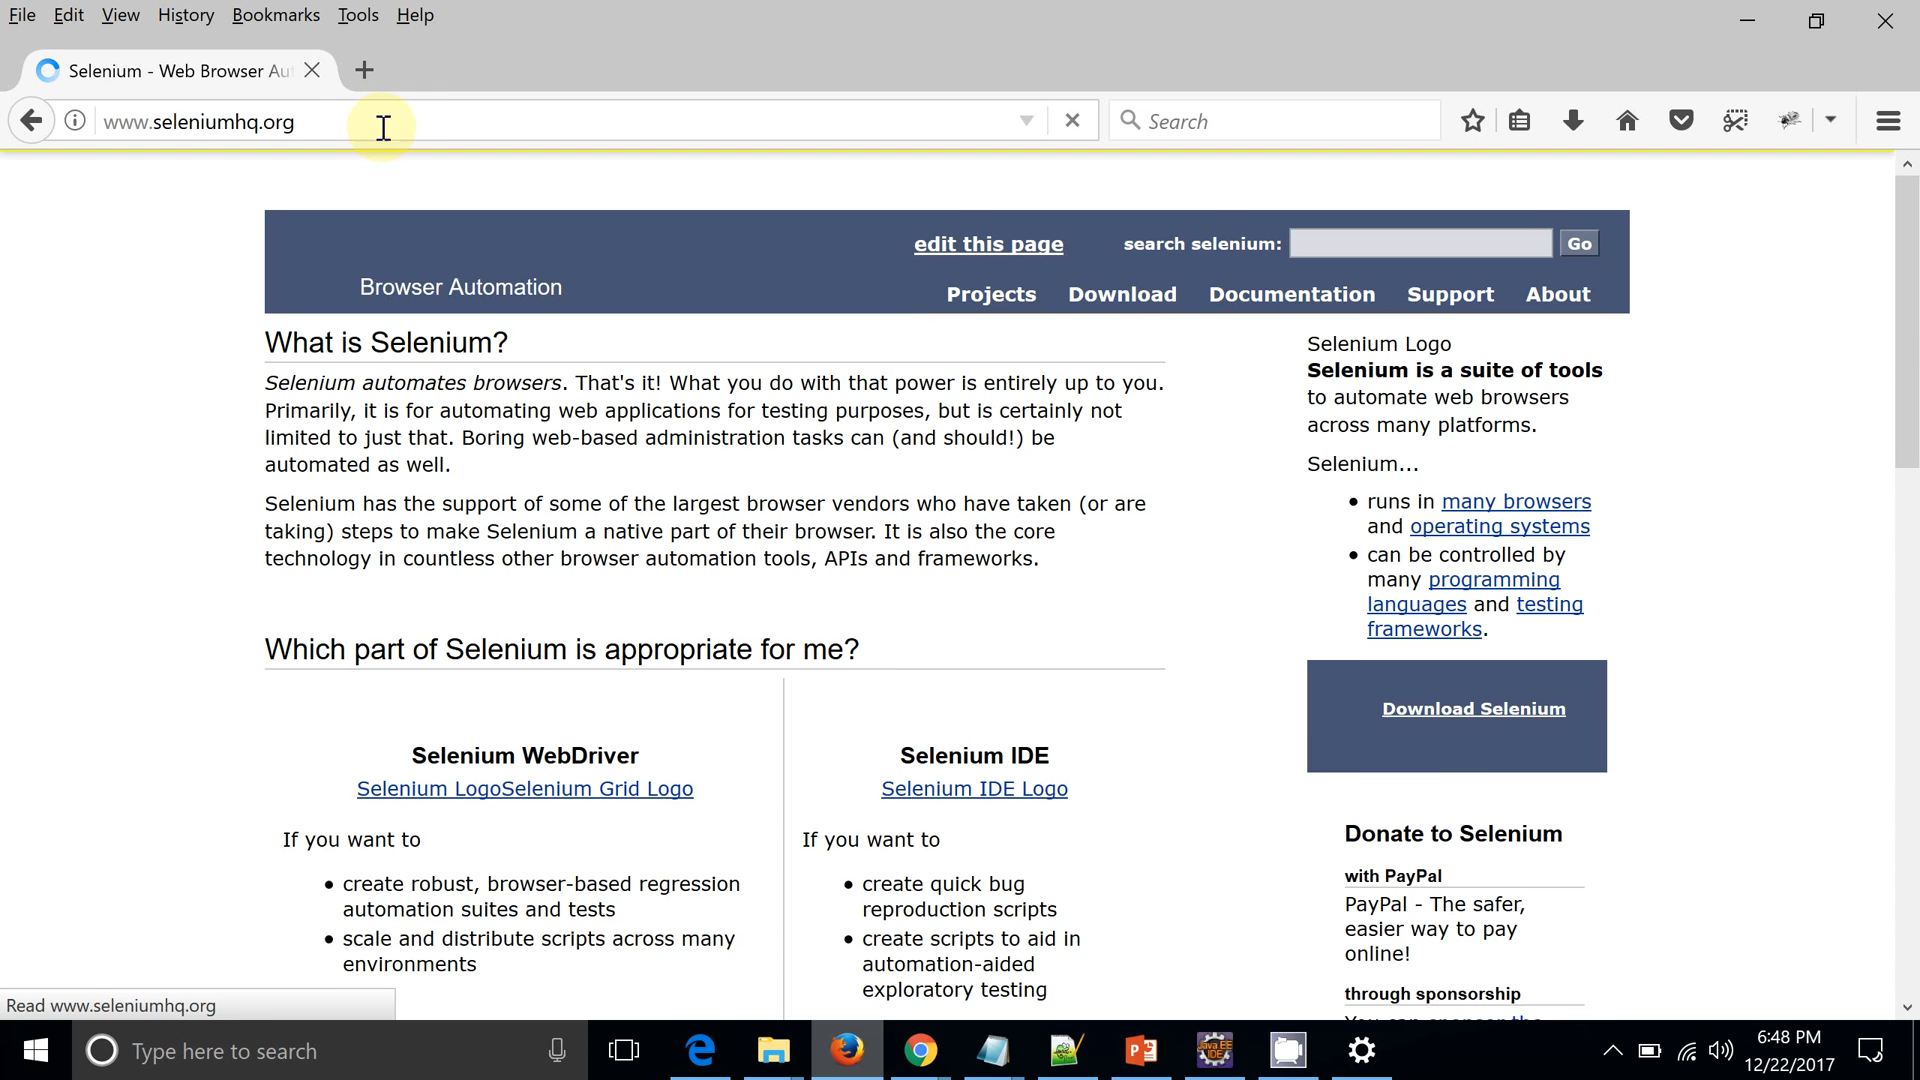 File Edit View History Bookmarks Tools Help
Selenium - Web Browser Au
www.seleniumhq.org
Search
edit this page
search selenium:
Go
Browser Automation
Projects Download Documentation Support About
What is Selenium?
Selenium automates browsers. That's it! What you do with that power is entirely up to you.
Primarily, it is for automating web applications for testing purposes, but is certainly not
limited to just that. Boring web-based administration tasks can (and should!) be
automated as well.
Selenium has the support of some of the largest browser vendors who have taken (or are
taking) steps to make Selenium a native part of their browser. It is also the core
technology in countless other browser automation tools, APIs and frameworks.
Which part of Selenium is appropriate for me?
Selenium WebDriver
Selenium LogoSelenium Grid Logo
If you want to
• create robust, browser-based regression
automation suites and tests
• scale and distribute scripts across many
environments
Selenium IDE
Selenium IDE Logo
If you want to
• create quick bug
reproduction scripts
• create scripts to aid in
automation-aided
exploratory testing
Selenium Logo
Selenium is a suite of tools
to automate web browsers
across many platforms.
Selenium...
• runs in many browsers
and operating systems
• can be controlled by
many programming
languages and testing
frameworks.
Download Selenium
Donate to Selenium
with PayPal
PayPal - The safer,
easier way to pay
online!
through sponsorship
You can sponsor the
Read www.seleniumhq.org
Type here to search
Java EE
IDE
6:48 PM
12/22/2017